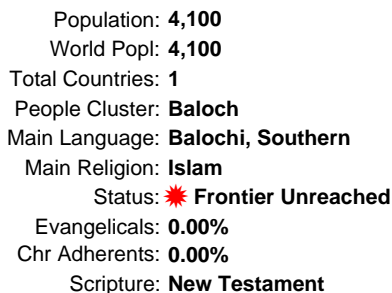 Population: 4,100
World Popl: 4,100
Total Countries: 1
People Cluster: Baloch
Main Language: Balochi, Southern
Main Religion: Islam
Status: Frontier Unreached
Evangelicals: 0.00%
Chr Adherents: 0.00%
Scripture: New Testament